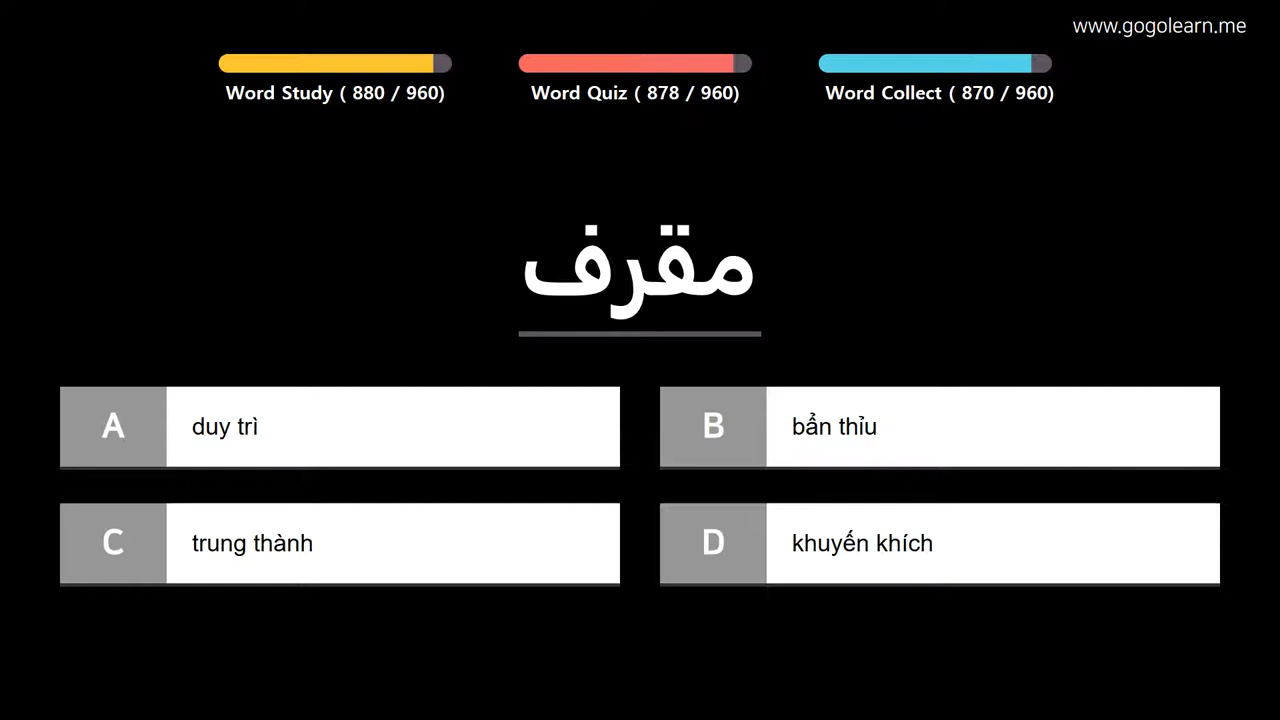 www.gogolearn.me
Word Study ( 880 / 960)
Word Quiz ( 878 / 960)
Word Collect ( 870 / 960)
مقرف
A duy trì
B bẩn thỉu
C trung thành
D khuyến khích